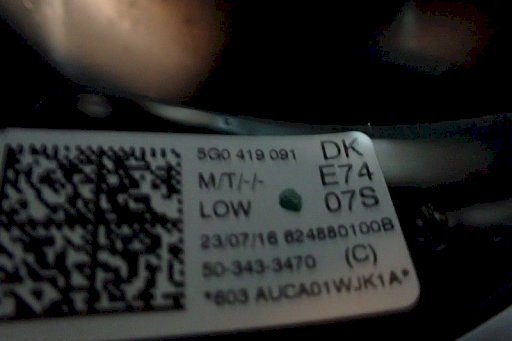 5G0 419 091 DK
M/T/-/- E74
LOW 07S
23/07/16 624880100B
50-343-3470 (C)
*603 AUCA01WJK1A*